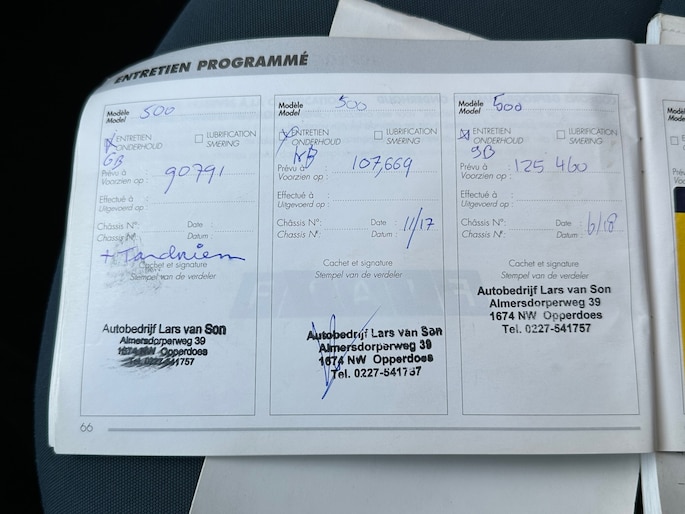 ENTRETIEN PROGRAMMÉ
Modèle
Model 500
ENTRETIEN
ONDERHOUD
LUBRIFICATION
SMERING
GB
Prévu à
Voorzien op : 90791
Effectué à :
Uitgevoerd op :
Châssis N°:
Chassis N°:
Date :
Datum :
+ Tandriem
Cachet et signature
Stempel van de verdeler
Autobedrijf Lars van Son
Almersdorperweg 39
1674 NW Opperdoes
Tel. 0227-541757
Modèle
Model 500
ENTRETIEN
ONDERHOUD
LUBRIFICATION
SMERING
KB
Prévu à
Voorzien op : 107,669
Effectué à :
Uitgevoerd op :
Châssis N°:
Chassis N°:
Date :
Datum : 11/17
Cachet et signature
Stempel van de verdeler
Autobedrijf Lars van Son
Almersdorperweg 39
1674 NW Opperdoes
Tel. 0227-541757
Modèle
Model 500
ENTRETIEN
ONDERHOUD
LUBRIFICATION
SMERING
GB
Prévu à
Voorzien op : 125 460
Effectué à :
Uitgevoerd op :
Châssis N°:
Chassis N°:
Date :
Datum : 6/18
Cachet et signature
Stempel van de verdeler
Autobedrijf Lars van Son
Almersdorperweg 39
1674 NW Opperdoes
Tel. 0227-541757
66